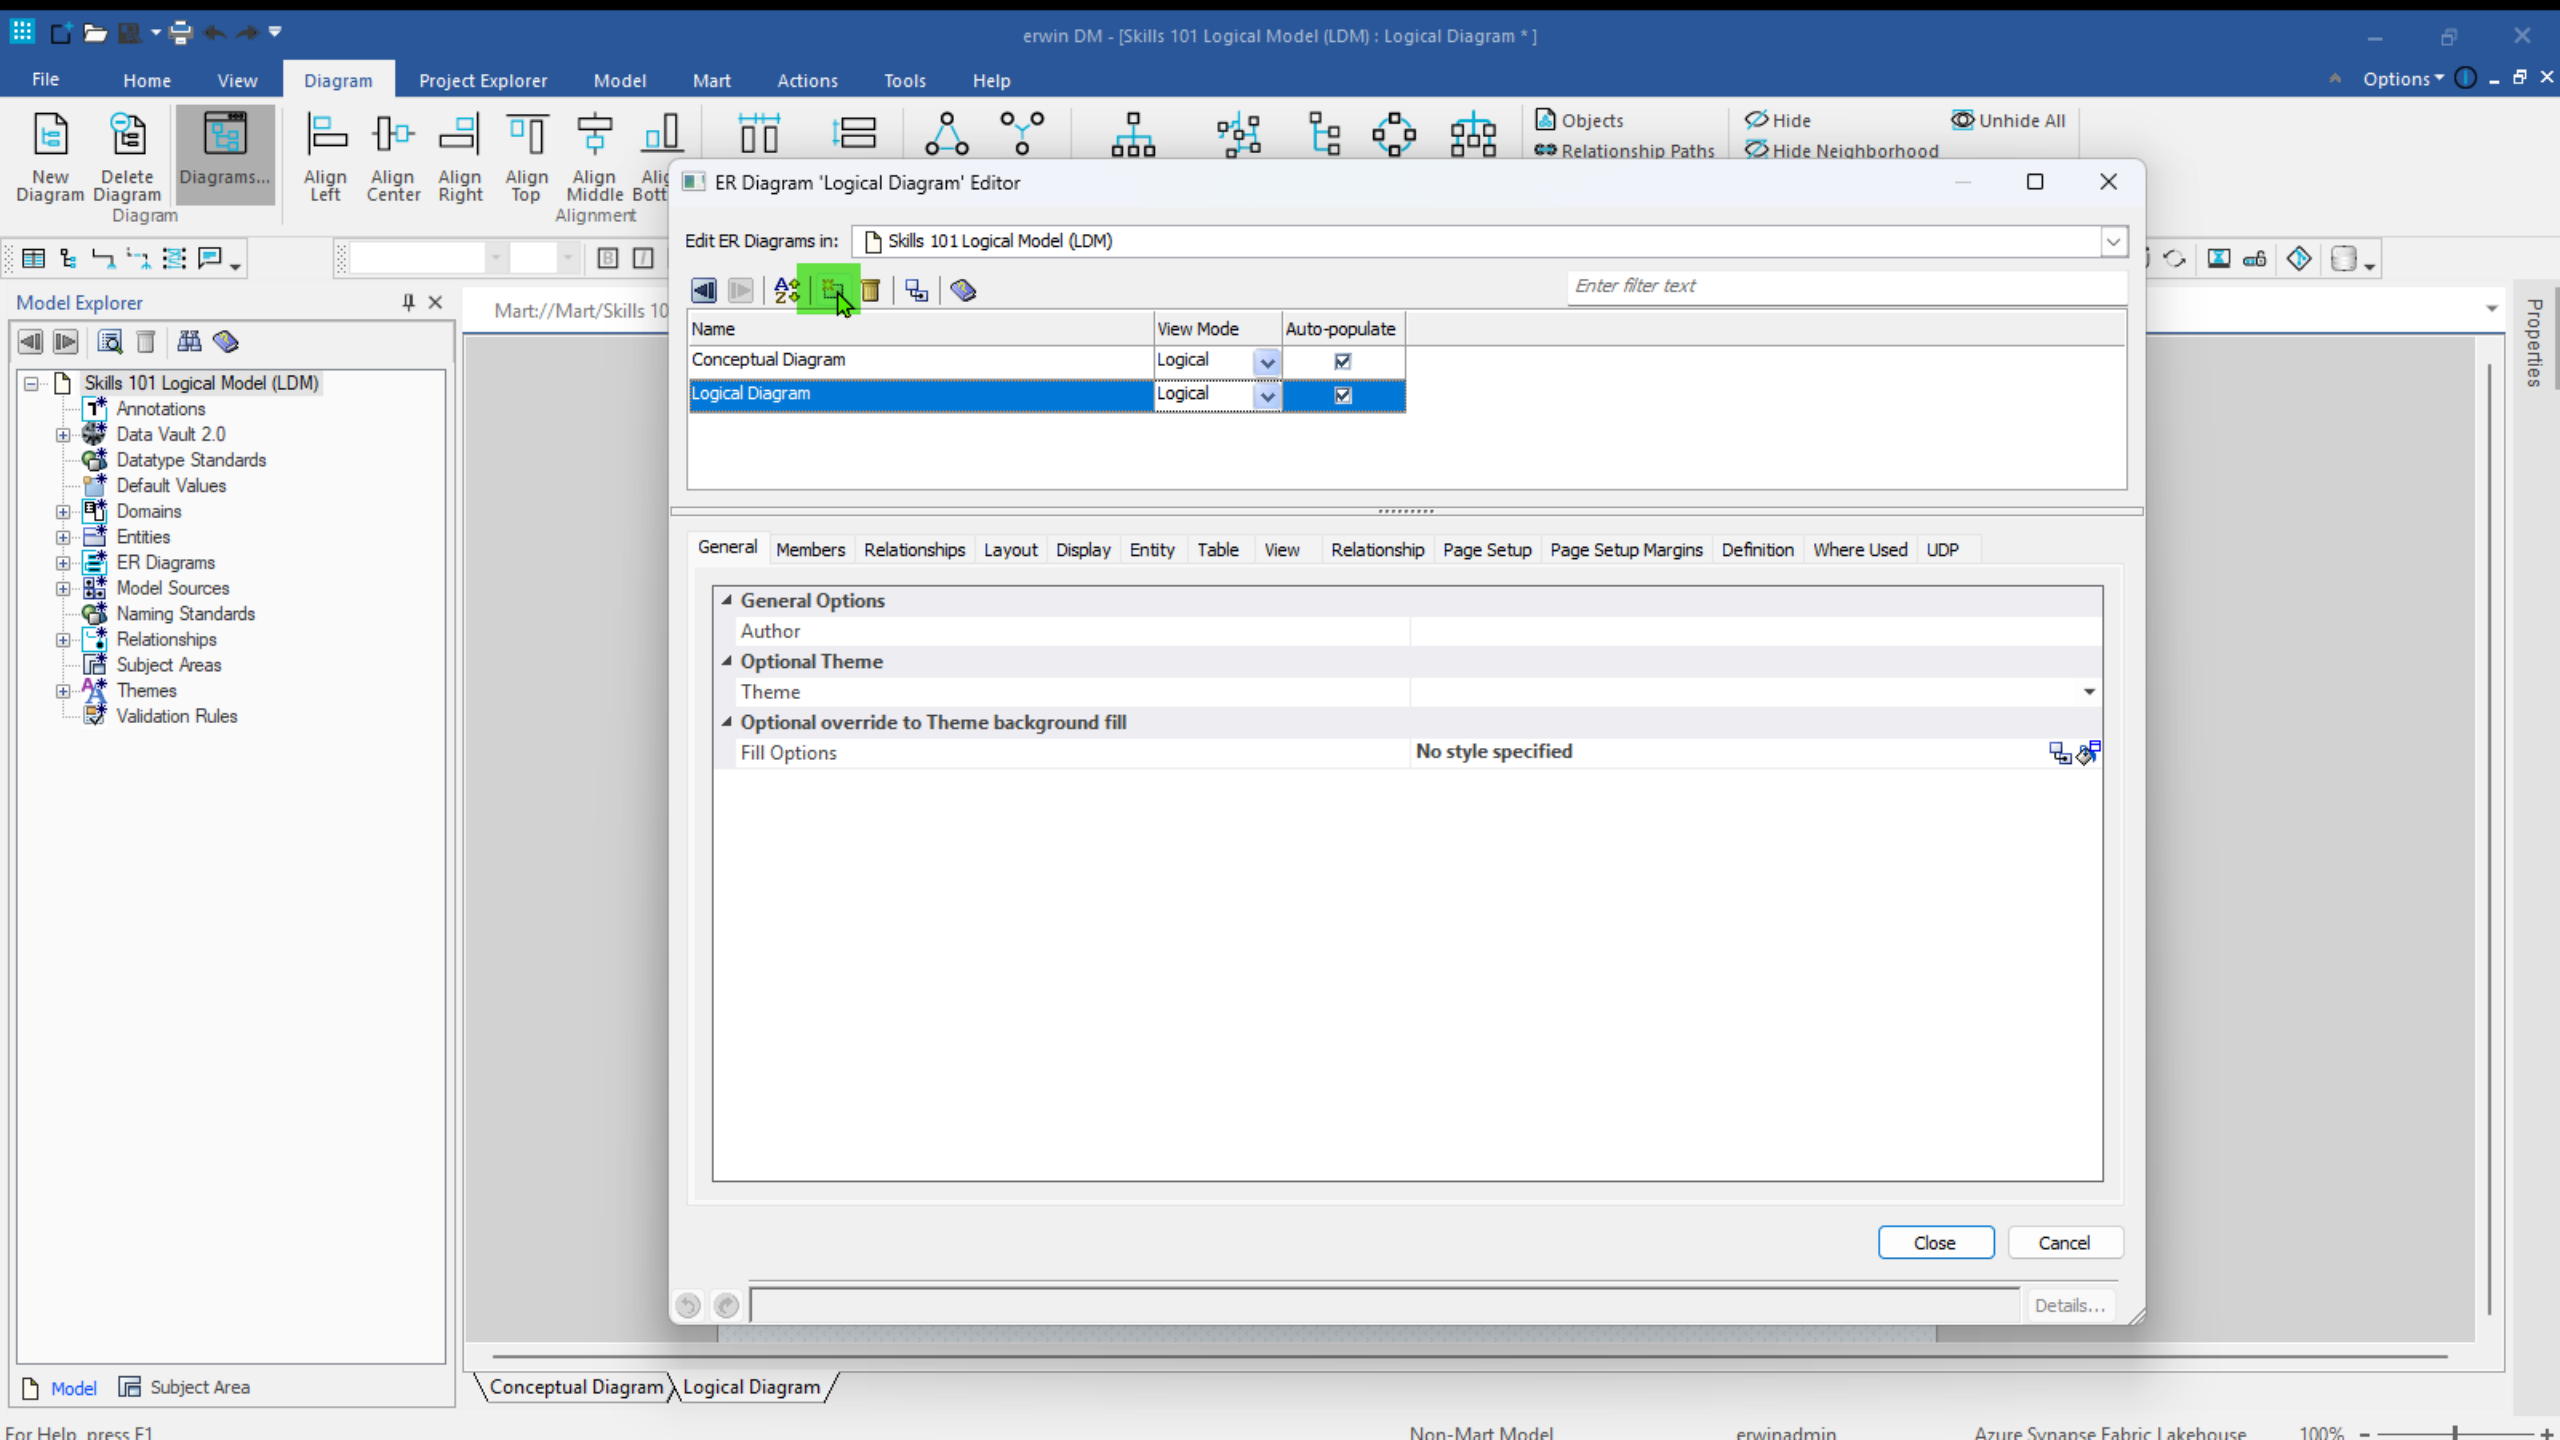 erwin DM - [Skills 101 Logical Model (LDM) : Logical Diagram * ]
File Home View Diagram Project Explorer Model Mart Actions Tools Help Options
New Diagram
Delete Diagram
Diagrams...
Diagram
Align Left
Align Center
Align Right
Align Top
Align Middle
Alignment
Objects
Relationship Paths
Hide
Hide Neighborhood
Unhide All
Model Explorer
Mart://Mart/Skills 10
Properties
Skills 101 Logical Model (LDM)
Annotations
Data Vault 2.0
Datatype Standards
Default Values
Domains
Entities
ER Diagrams
Model Sources
Naming Standards
Relationships
Subject Areas
Themes
Validation Rules
Model Subject Area
ER Diagram 'Logical Diagram' Editor
Edit ER Diagrams in: Skills 101 Logical Model (LDM)
Enter filter text
Name View Mode Auto-populate
Conceptual Diagram Logical
Logical Diagram Logical
General Members Relationships Layout Display Entity Table View Relationship Page Setup Page Setup Margins Definition Where Used UDP
General Options
Author
Optional Theme
Theme
Optional override to Theme background fill
Fill Options No style specified
Close Cancel
Details...
Conceptual Diagram Logical Diagram
For Help, press F1 Non-Mart Model erwinadmin Azure Synapse Fabric Lakehouse 100%